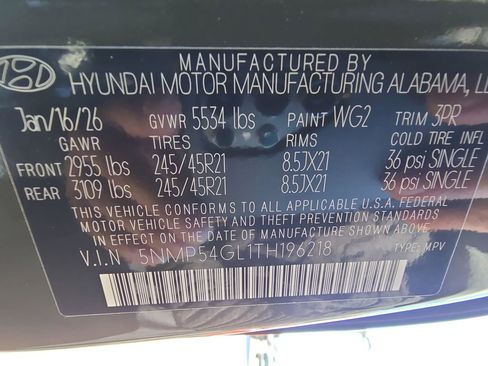 MANUFACTURED BY
HYUNDAI MOTOR MANUFACTURING ALABAMA, LL
Jan/16/26 GVWR 5534 lbs PAINT WG2 TRIM 3PR
GAWR TIRES RIMS COLD TIRE INFL
FRONT 2955 lbs 245/45R21 8.5JX21 36 psi SINGLE
REAR 3109 lbs 245/45R21 8.5JX21 36 psi SINGLE
THIS VEHICLE CONFORMS TO ALL APPLICABLE U.S.A. FEDERAL
MOTOR VEHICLE SAFETY AND THEFT PREVENTION STANDARDS
IN EFFECT ON THE DATE OF MANUFACTURE SHOWN ABOVE.
V.I.N 5NMP54GL1TH196218 TYPE: MPV